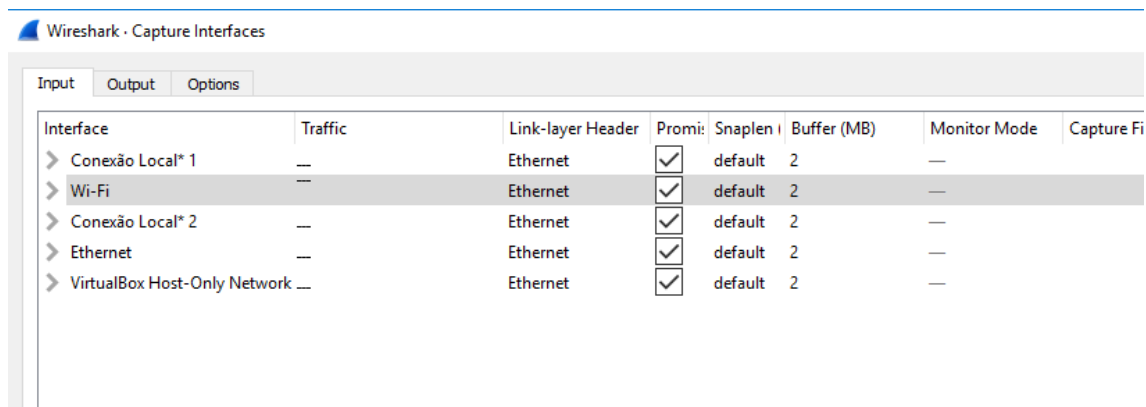 Wireshark · Capture Interfaces
Input Output Options
Interface Traffic Link-layer Header Promis Snaplen ( Buffer (MB) Monitor Mode Capture Fi
Conexão Local* 1 Ethernet default 2 —
Wi-Fi Ethernet default 2 —
Conexão Local* 2 Ethernet default 2 —
Ethernet Ethernet default 2 —
VirtualBox Host-Only Network Ethernet default 2 —